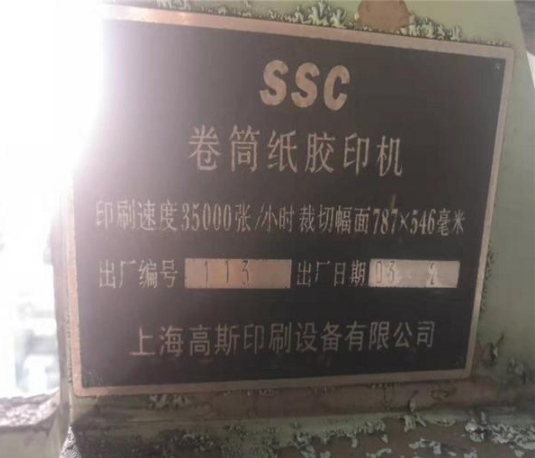 SSC
卷筒纸胶印机
印刷速度35000张/小时 裁切幅面787×546毫米
出厂编号 113 出厂日期 03 2
上海高斯印刷设备有限公司